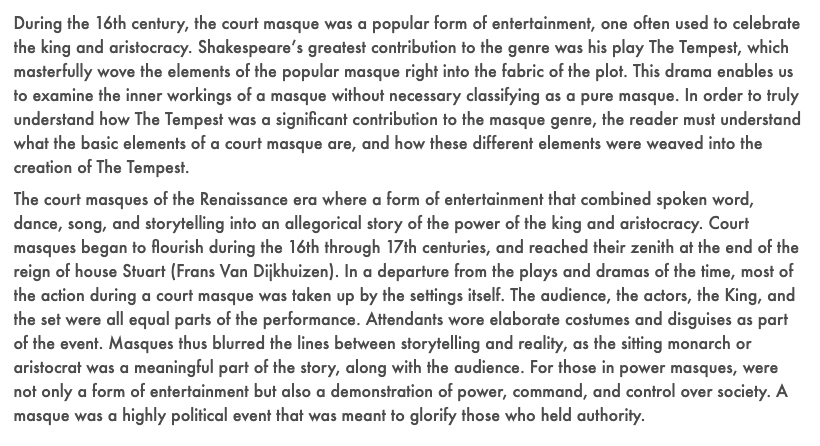 During the 16th century, the court masque was a popular form of entertainment, one often used to celebrate
the king and aristocracy. Shakespeare's greatest contribution to the genre was his play The Tempest, which
masterfully wove the elements of the popular masque right into the fabric of the plot. This drama enables us
to examine the inner workings of a masque without necessary classifying as a pure masque. In order to truly
understand how The Tempest was a significant contribution to the masque genre, the reader must understand
what the basic elements of a court masque are, and how these different elements were weaved into the
creation of The Tempest.
The court masques of the Renaissance era where a form of entertainment that combined spoken word,
dance, song, and storytelling into an allegorical story of the power of the king and aristocracy. Court
masques began to flourish during the 16th through 17th centuries, and reached their zenith at the end of the
reign of house Stuart (Frans Van Dijkhuizen). In a departure from the plays and dramas of the time, most of
the action during a court masque was taken up by the settings itself. The audience, the actors, the King, and
the set were all equal parts of the performance. Attendants wore elaborate costumes and disguises as part
of the event. Masques thus blurred the lines between storytelling and reality, as the sitting monarch or
aristocrat was a meaningful part of the story, along with the audience. For those in power masques, were
not only a form of entertainment but also a demonstration of power, command, and control over society. A
masque was a highly political event that was meant to glorify those who held authority.